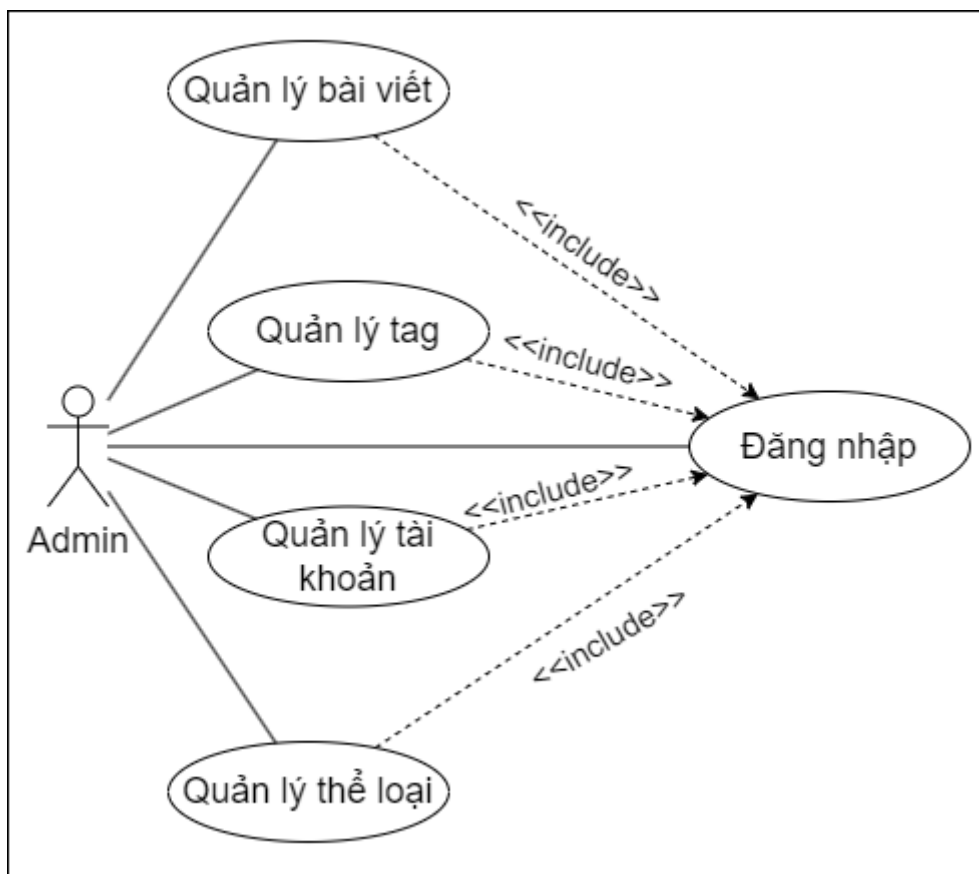 Quản lý bài viết
<<include>>
Quản lý tag
<<include>>
Đăng nhập
Admin
<<include>>
Quản lý tài
khoản
<<include>>
Quản lý thể loại